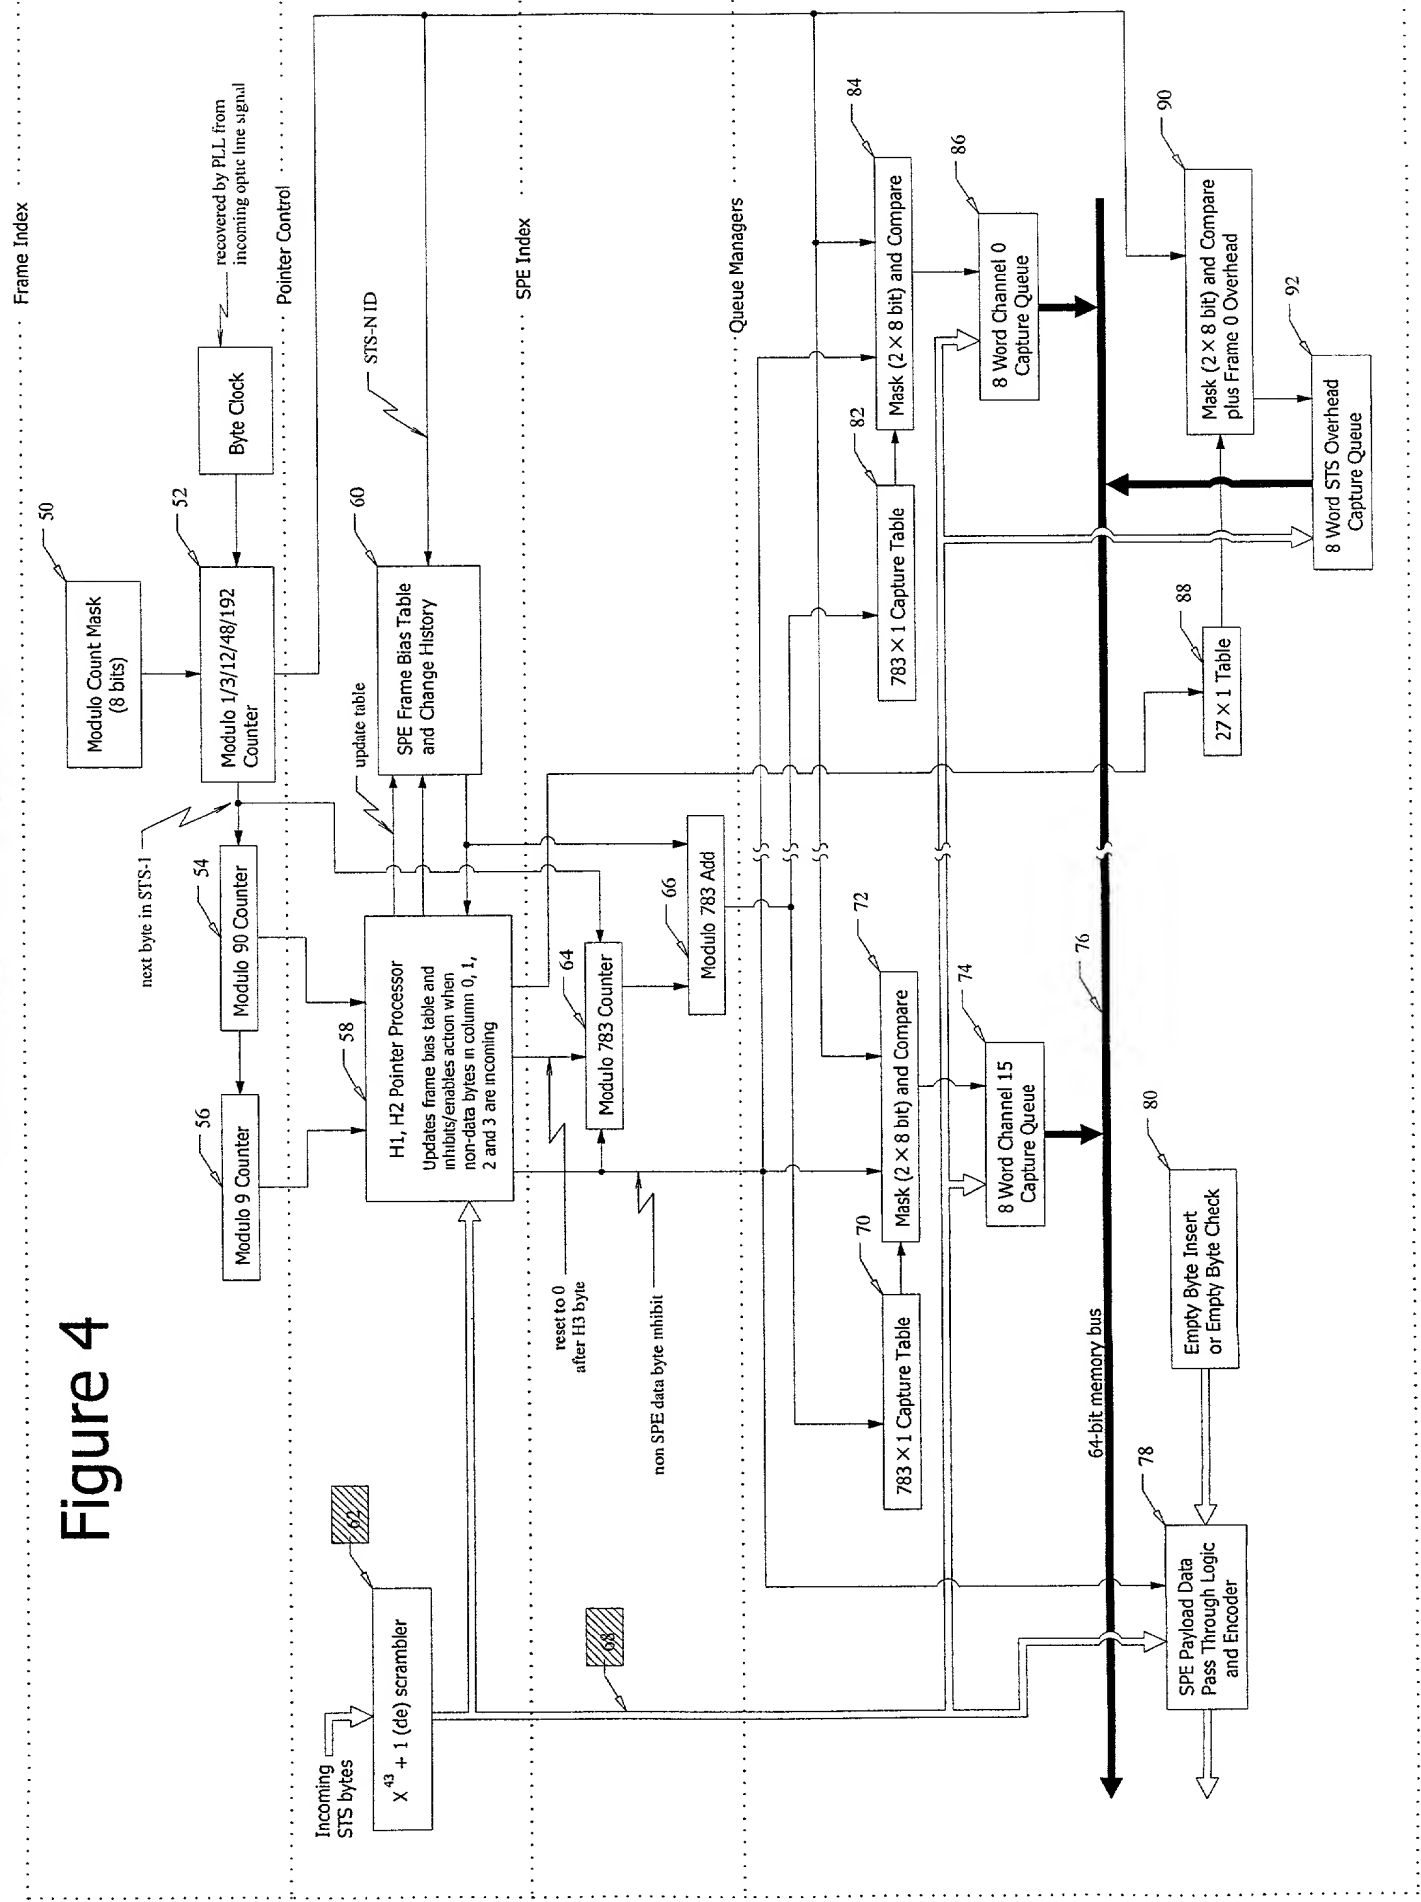 Figure 4
Frame Index
50
Modulo Count Mask
(8 bits)
52
Modulo 1/3/12/48/192
Counter
Byte Clock
recovered by PLL from
incoming optic line signal
next byte in STS-1
54
Modulo 90 Counter
56
Modulo 9 Counter
Pointer Control
Incoming
STS bytes
62
X43 + 1 (de) scrambler
58
H1, H2 Pointer Processor
Updates frame bias table and
inhibits/enables action when
non-data bytes in column 0, 1,
2 and 3 are incoming
update table
60
SPE Frame Bias Table
and Change History
STS-N ID
SPE Index
reset to 0
after H3 byte
64
Modulo 783 Counter
66
Modulo 783 Add
68
non SPE data byte inhibit
Queue Managers
70
783 × 1 Capture Table
72
Mask (2 × 8 bit) and Compare
74
8 Word Channel 15
Capture Queue
82
783 × 1 Capture Table
84
Mask (2 × 8 bit) and Compare
86
8 Word Channel 0
Capture Queue
64-bit memory bus
76
78
SPE Payload Data
Pass Through Logic
and Encoder
80
Empty Byte Insert
or Empty Byte Check
88
27 × 1 Table
90
Mask (2 × 8 bit) and Compare
plus Frame 0 Overhead
92
8 Word STS Overhead
Capture Queue